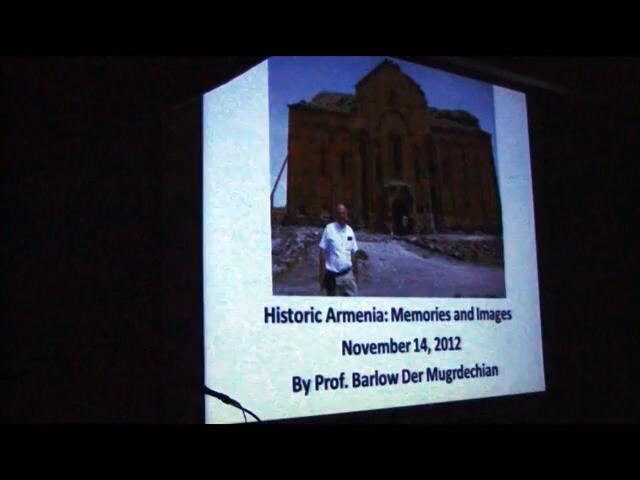 Historic Armenia: Memories and Images
November 14, 2012
By Prof. Barlow Der Mugrdechian